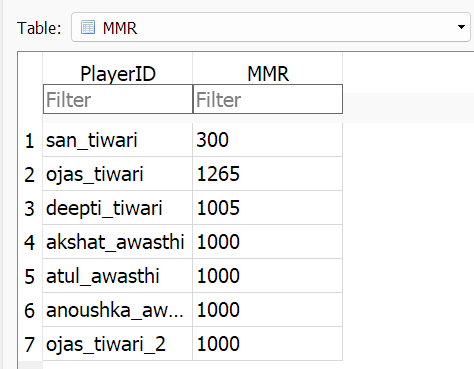 Table: MMR
PlayerID MMR
Filter Filter
1 san_tiwari 300
2 ojas_tiwari 1265
3 deepti_tiwari 1005
4 akshat_awasthi 1000
5 atul_awasthi 1000
6 anoushka_aw... 1000
7 ojas_tiwari_2 1000